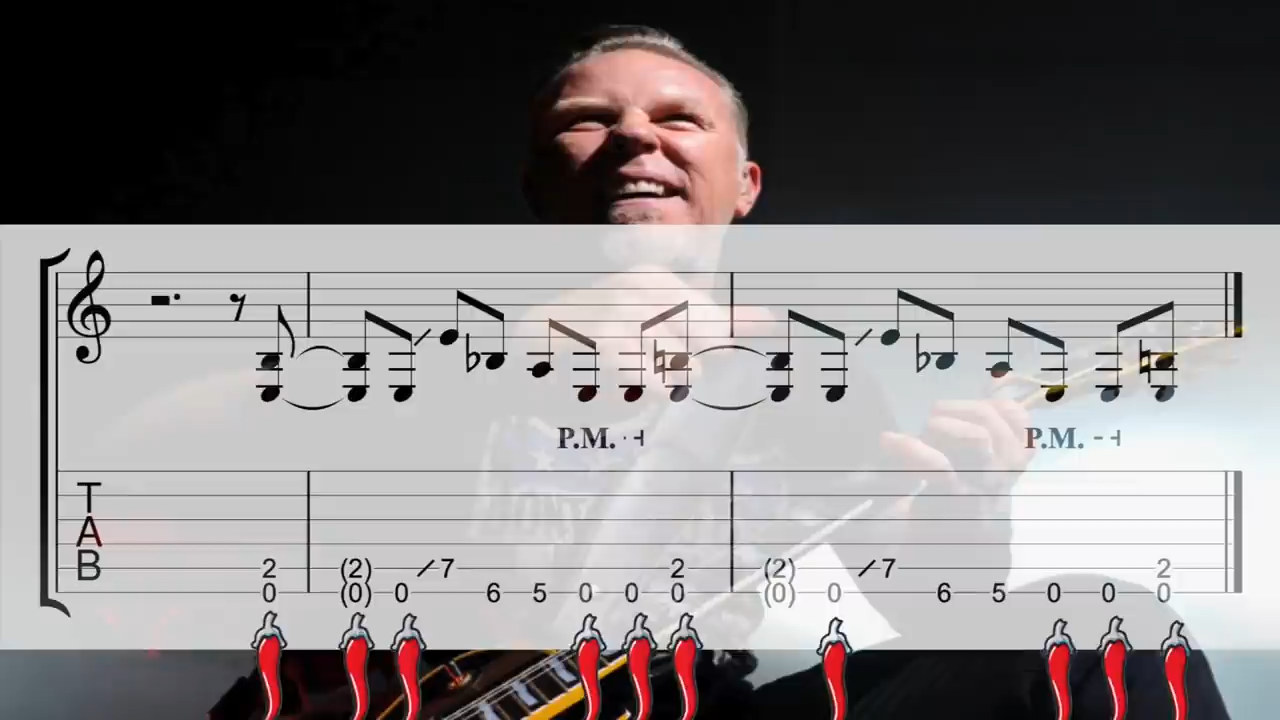 P.M. P.M.
T
A
B
2 (2) 7 2 (2) 7 2
0 (0) 0 6 5 0 0 0 (0) 0 6 5 0 0 0